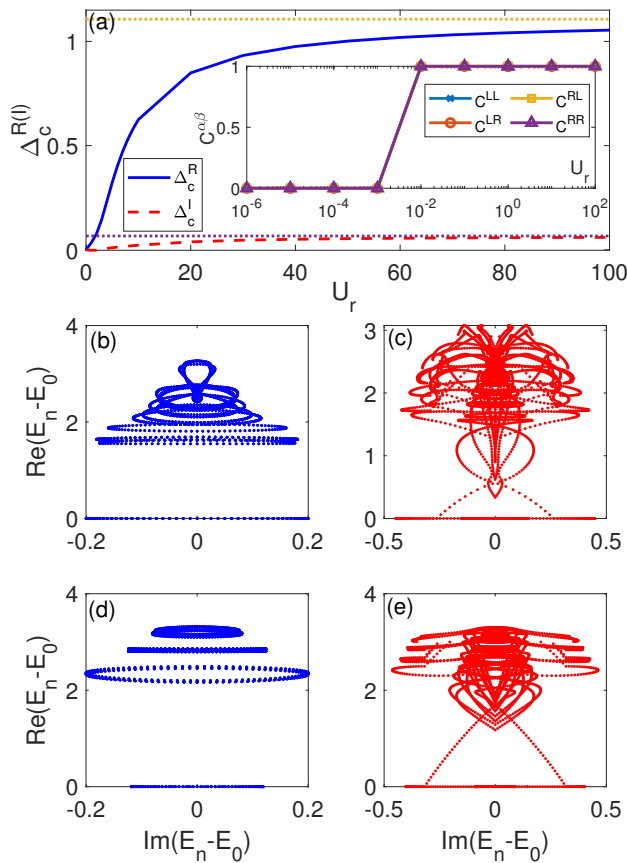 (a)
1
0.5
0
Δ_c^{R(I)}
Δ_c^R
Δ_c^I
1
0.5
0
C^{αβ}
C^{LL}
C^{RL}
C^{LR}
C^{RR}
U_r
10^{-6}
10^{-4}
10^{-2}
10^0
10^2
0
20
40
60
80
100
U_r
(b)
4
2
0
Re(E_n-E_0)
-0.2
0
0.2
(c)
3
2
1
0
-0.5
0
0.5
(d)
4
2
0
Re(E_n-E_0)
-0.2
0
0.2
Im(E_n-E_0)
(e)
4
2
0
-0.5
0
0.5
Im(E_n-E_0)